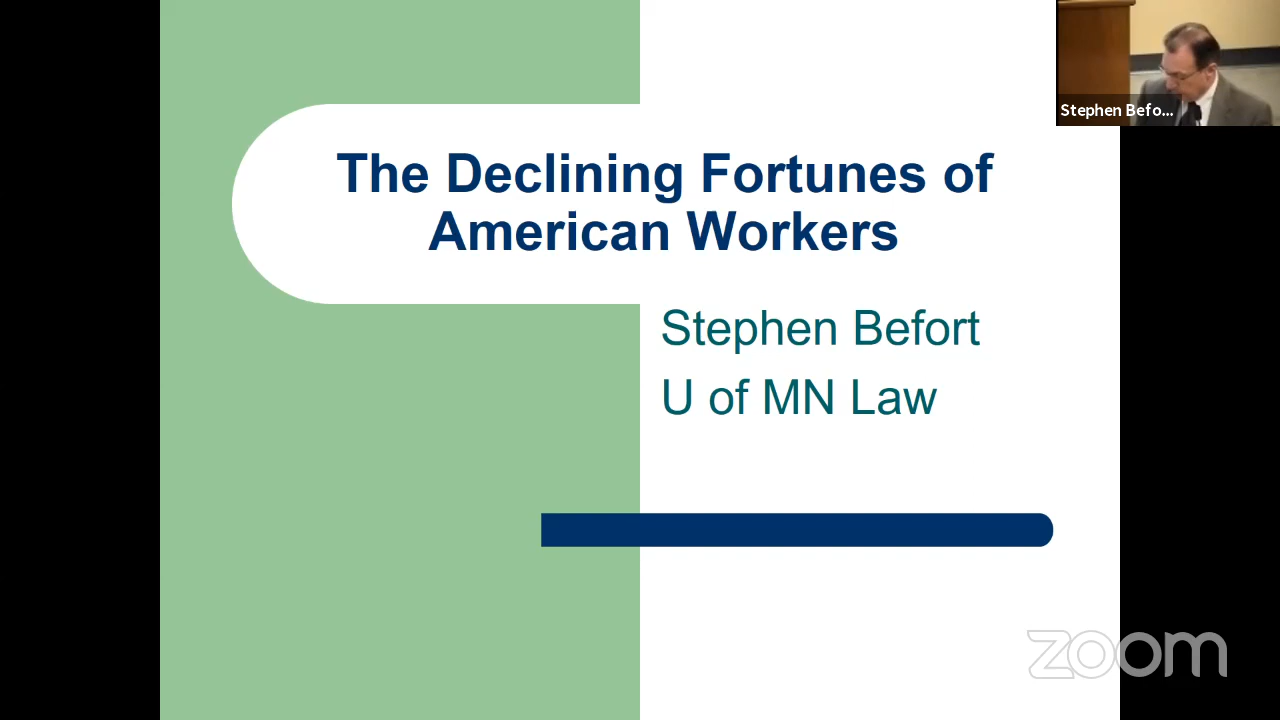 The Declining Fortunes of
American Workers
Stephen Befort
U of MN Law
Stephen Befo...
zoom